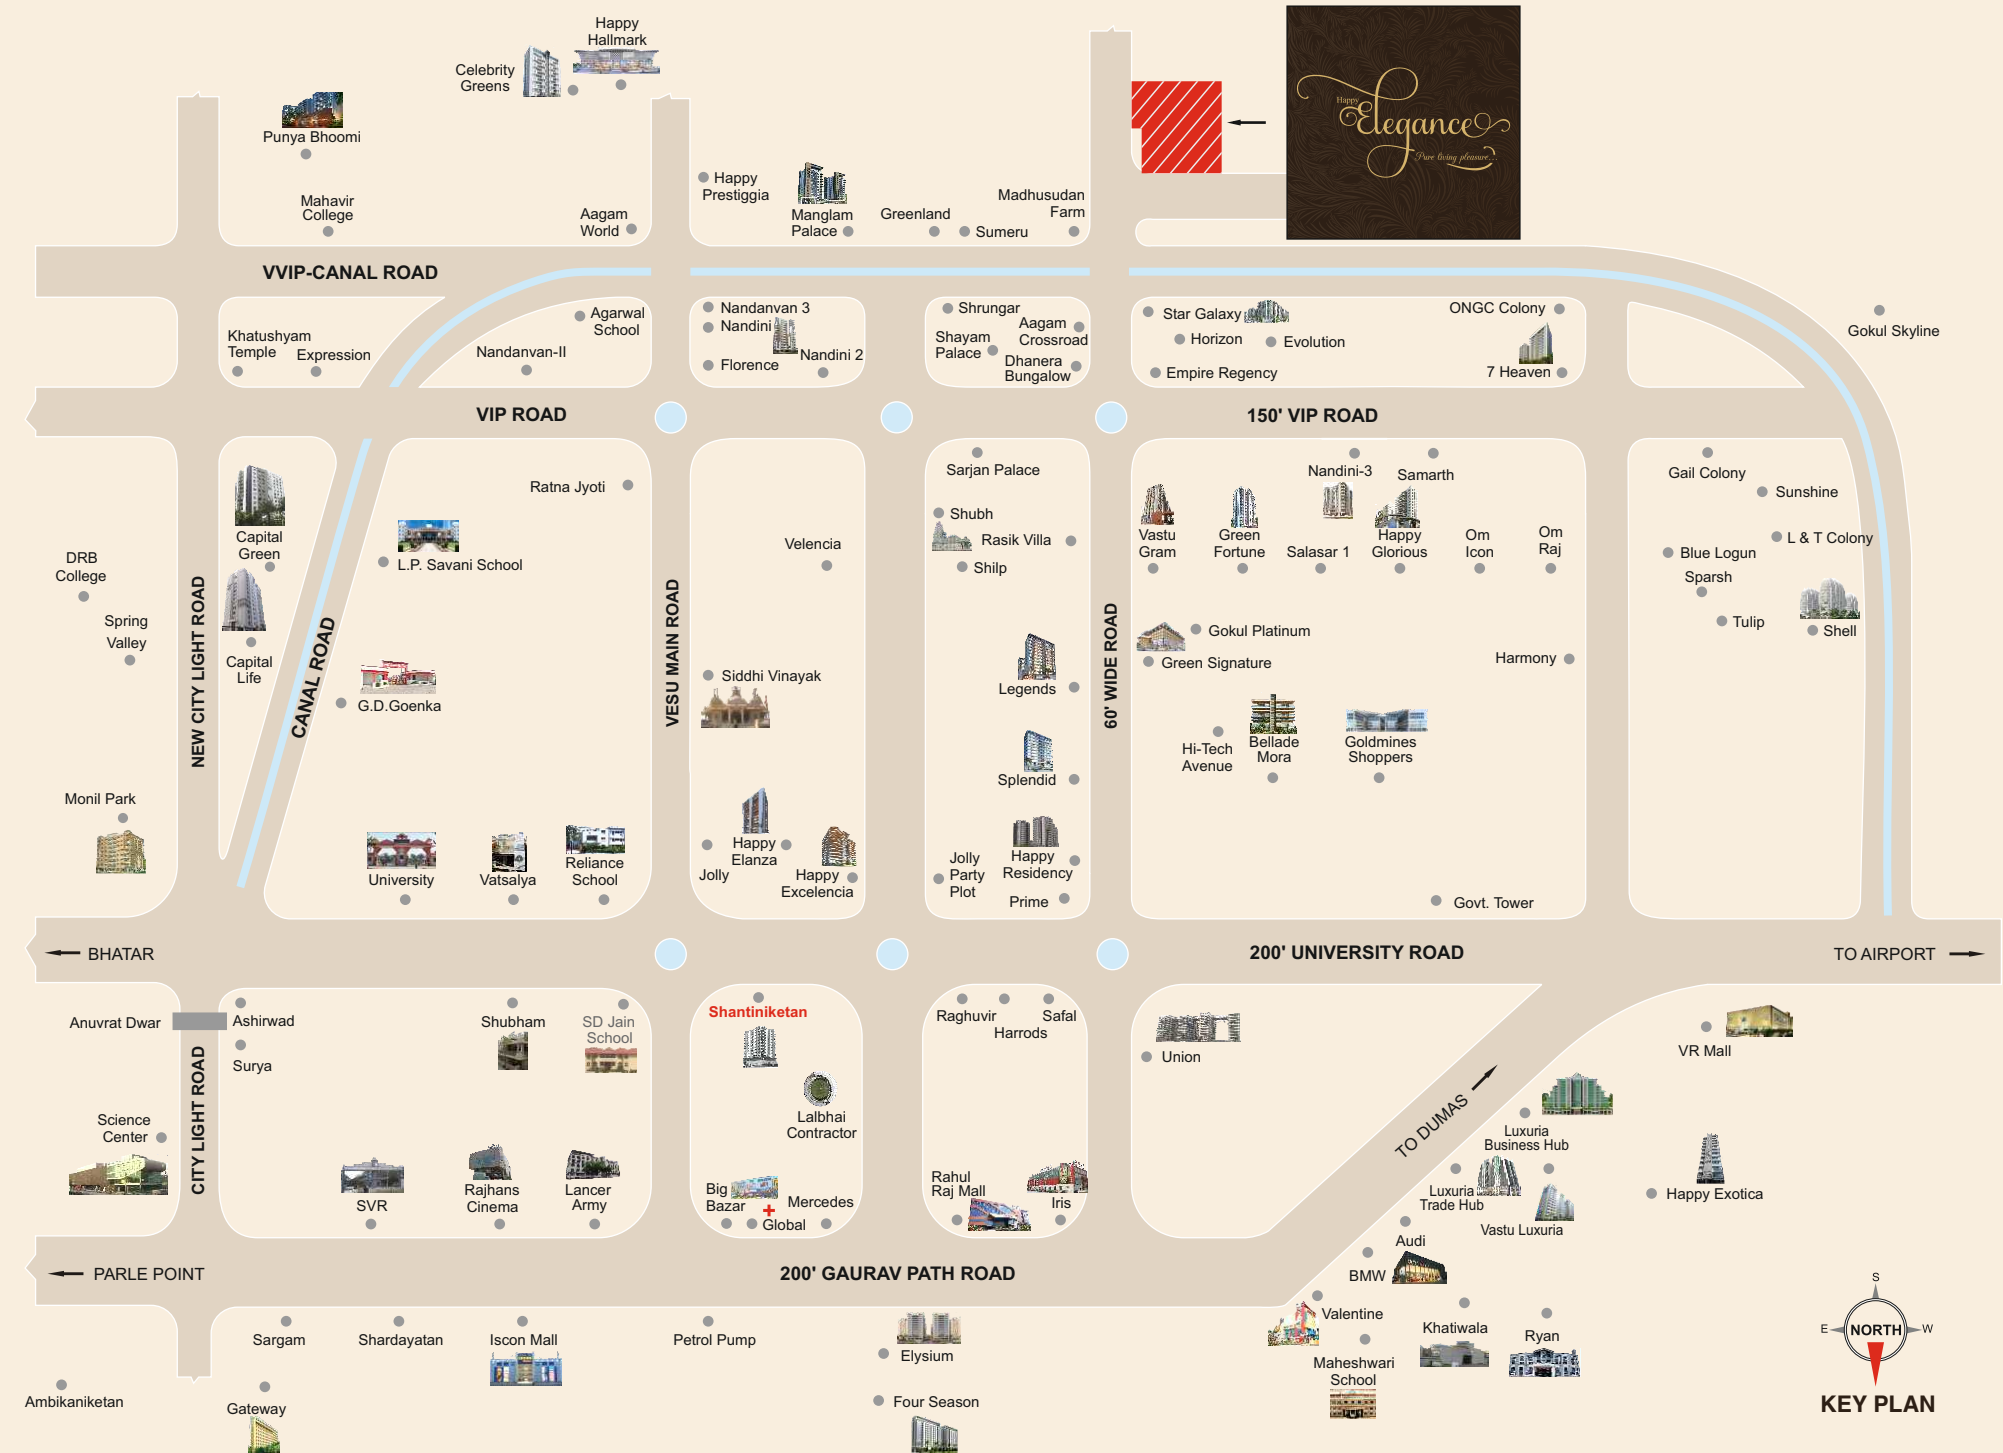 Happy
Hallmark
Celebrity
Greens
Punya Bhoomi
Mahavir
College
Aagam
World
Happy
Prestiggia
Manglam
Palace
Greenland
Sumeru
Madhusudan
Farm
Happy
Elegance
Pure living pleasure...
VVIP-CANAL ROAD
Khatushyam
Temple
Expression
Nandanvan-II
Agarwal
School
Nandanvan 3
Nandini
Florence
Nandini 2
Shrungar
Shayam
Palace
Aagam
Crossroad
Dhanera
Bungalow
Star Galaxy
Horizon
Evolution
Empire Regency
ONGC Colony
7 Heaven
Gokul Skyline
VIP ROAD
150' VIP ROAD
DRB
College
Spring
Valley
Monil Park
NEW CITY LIGHT ROAD
Capital
Green
Capital
Life
CANAL ROAD
Ratna Jyoti
L.P. Savani School
G.D.Goenka
University
Vatsalya
Reliance
School
VESU MAIN ROAD
Velencia
Siddhi Vinayak
Happy
Elanza
Jolly
Happy
Excelencia
Sarjan Palace
Shubh
Rasik Villa
Shilp
Legends
Splendid
Happy
Residency
Jolly
Party
Plot
Prime
60' WIDE ROAD
Nandini-3
Samarth
Vastu
Gram
Green
Fortune
Salasar 1
Happy
Glorious
Om
Icon
Om
Raj
Gokul Platinum
Green Signature
Harmony
Hi-Tech
Avenue
Bellade
Mora
Goldmines
Shoppers
Govt. Tower
Gail Colony
Sunshine
L & T Colony
Blue Logun
Sparsh
Tulip
Shell
BHATAR
200' UNIVERSITY ROAD
TO AIRPORT
Anuvrat Dwar
Ashirwad
Surya
Science
Center
CITY LIGHT ROAD
Shubham
SD Jain
School
SVR
Rajhans
Cinema
Lancer
Army
Shantiniketan
Lalbhai
Contractor
Big
Bazar
Mercedes
Global
Raghuvir
Harrods
Safal
Rahul
Raj Mall
Iris
Union
TO DUMAS
VR Mall
Luxuria
Business Hub
Luxuria
Trade Hub
Vastu Luxuria
Happy Exotica
Audi
BMW
Valentine
Maheshwari
School
Khatiwala
Ryan
PARLE POINT
200' GAURAV PATH ROAD
Sargam
Shardayatan
Iscon Mall
Petrol Pump
Elysium
Four Season
Ambikaniketan
Gateway
S
E
NORTH
W
KEY PLAN